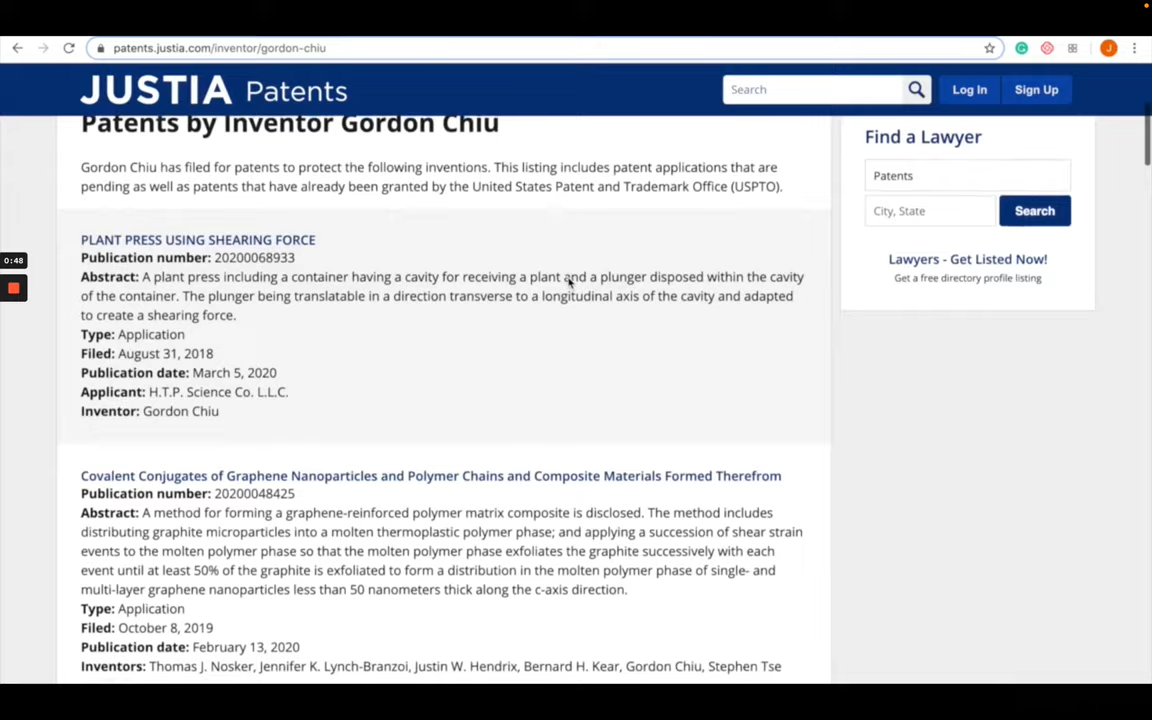 patents.justia.com/inventor/gordon-chiu
J
JUSTIA Patents
Search
Log In
Sign Up
Patents by Inventor Gordon Chiu
Gordon Chiu has filed for patents to protect the following inventions. This listing includes patent applications that are
pending as well as patents that have already been granted by the United States Patent and Trademark Office (USPTO).
PLANT PRESS USING SHEARING FORCE
Publication number: 20200068933
Abstract: A plant press including a container having a cavity for receiving a plant and a plunger disposed within the cavity
of the container. The plunger being translatable in a direction transverse to a longitudinal axis of the cavity and adapted
to create a shearing force.
Type: Application
Filed: August 31, 2018
Publication date: March 5, 2020
Applicant: H.T.P. Science Co. L.L.C.
Inventor: Gordon Chiu
Covalent Conjugates of Graphene Nanoparticles and Polymer Chains and Composite Materials Formed Therefrom
Publication number: 20200048425
Abstract: A method for forming a graphene-reinforced polymer matrix composite is disclosed. The method includes
distributing graphite microparticles into a molten thermoplastic polymer phase; and applying a succession of shear strain
events to the molten polymer phase so that the molten polymer phase exfoliates the graphite successively with each
event until at least 50% of the graphite is exfoliated to form a distribution in the molten polymer phase of single- and
multi-layer graphene nanoparticles less than 50 nanometers thick along the c-axis direction.
Type: Application
Filed: October 8, 2019
Publication date: February 13, 2020
Inventors: Thomas J. Nosker, Jennifer K. Lynch-Branzoi, Justin W. Hendrix, Bernard H. Kear, Gordon Chiu, Stephen Tse
Find a Lawyer
Patents
City, State
Search
Lawyers - Get Listed Now!
Get a free directory profile listing
0:48